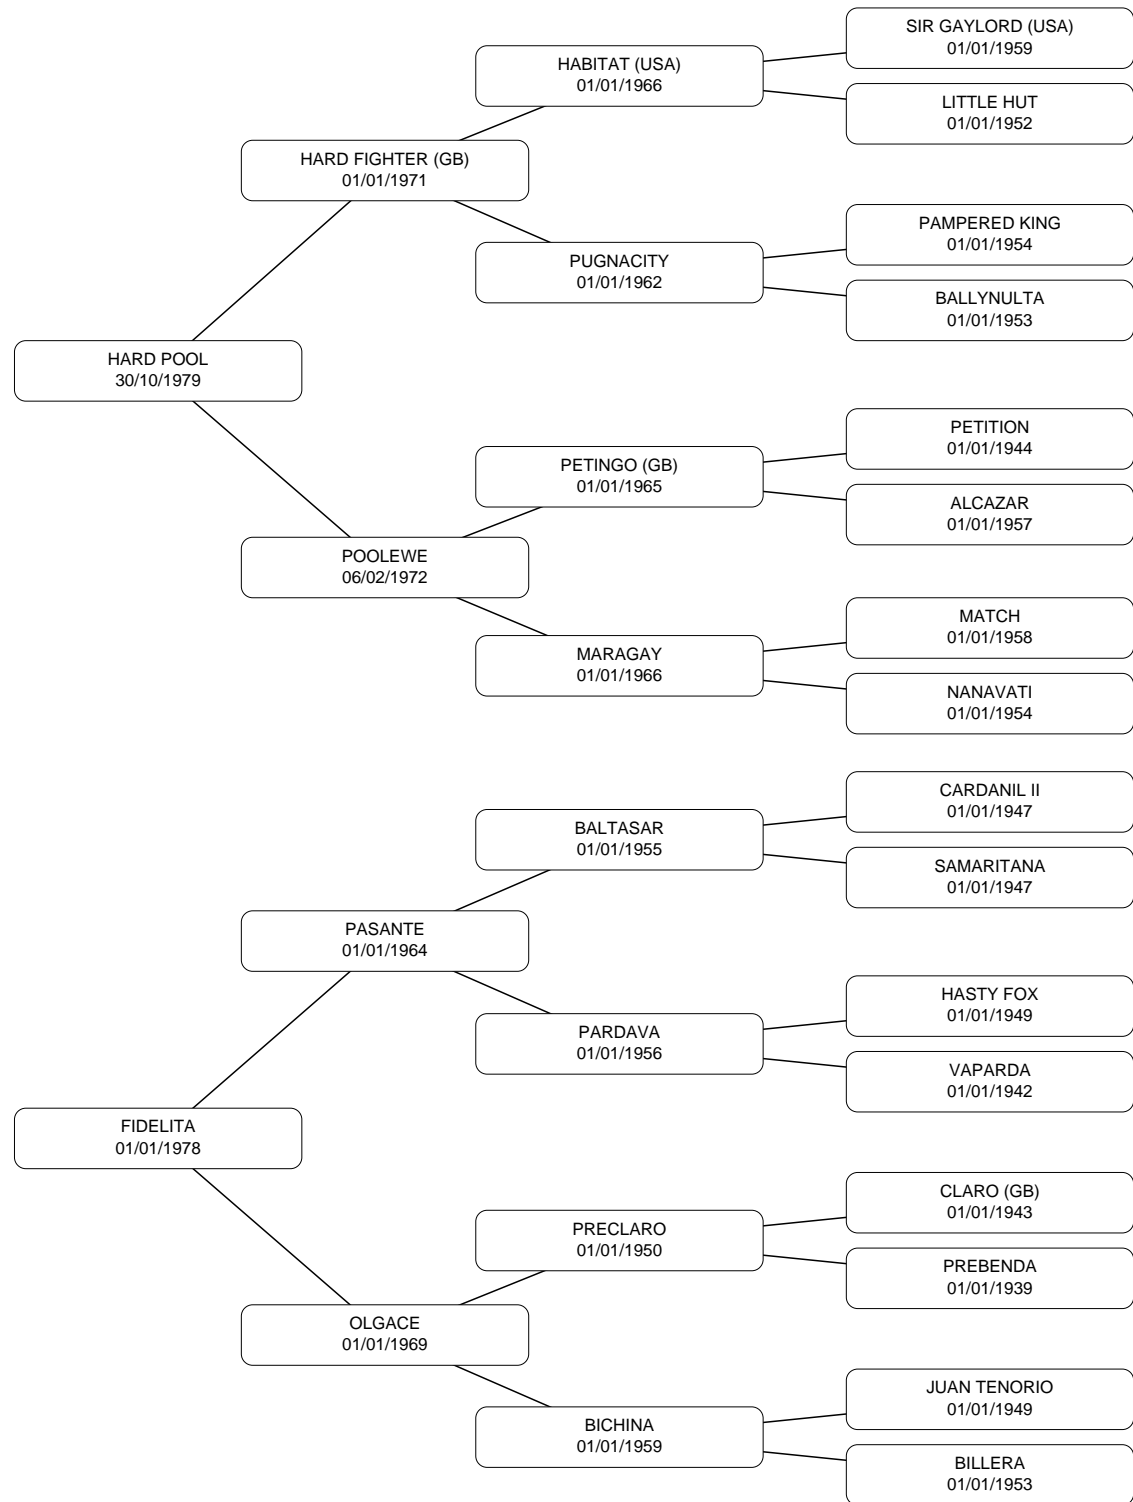 SIR GAYLORD (USA)
01/01/1959
HABITAT (USA)
01/01/1966
LITTLE HUT
01/01/1952
HARD FIGHTER (GB)
01/01/1971
PAMPERED KING
01/01/1954
PUGNACITY
01/01/1962
BALLYNULTA
01/01/1953
HARD POOL
30/10/1979
PETITION
01/01/1944
PETINGO (GB)
01/01/1965
ALCAZAR
01/01/1957
POOLEWE
06/02/1972
MATCH
01/01/1958
MARAGAY
01/01/1966
NANAVATI
01/01/1954
CARDANIL II
01/01/1947
BALTASAR
01/01/1955
SAMARITANA
01/01/1947
PASANTE
01/01/1964
HASTY FOX
01/01/1949
PARDAVA
01/01/1956
VAPARDA
01/01/1942
FIDELITA
01/01/1978
CLARO (GB)
01/01/1943
PRECLARO
01/01/1950
PREBENDA
01/01/1939
OLGACE
01/01/1969
JUAN TENORIO
01/01/1949
BICHINA
01/01/1959
BILLERA
01/01/1953